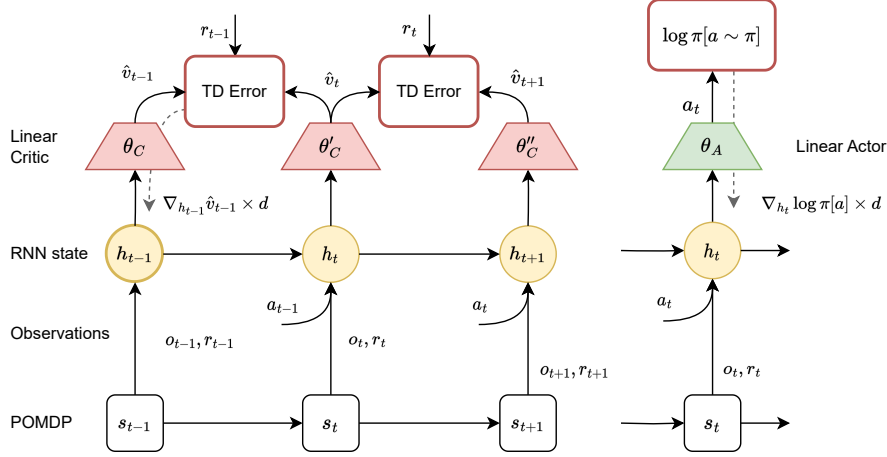 r_{t-1}
r_t
log π[a ∼ π]
v̂_{t-1}
TD Error
v̂_t
TD Error
v̂_{t+1}
a_t
Linear
Critic
θ_C
θ′_C
θ″_C
θ_A
Linear Actor
∇_{h_{t-1}} v̂_{t-1} × d
∇_{h_t} log π[a] × d
RNN state
h_{t-1}
h_t
h_{t+1}
h_t
a_{t-1}
a_t
a_t
Observations
o_{t-1}, r_{t-1}
o_t, r_t
o_{t+1}, r_{t+1}
o_t, r_t
POMDP
s_{t-1}
s_t
s_{t+1}
s_t